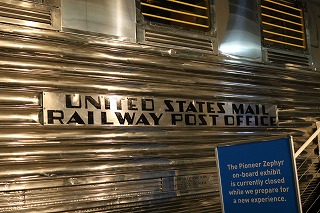 UNITED STATES MAIL
RAILWAY POST OFFICE
The Pioneer Zephyr
on-board exhibit
is currently closed
while we prepare for
a new experience.